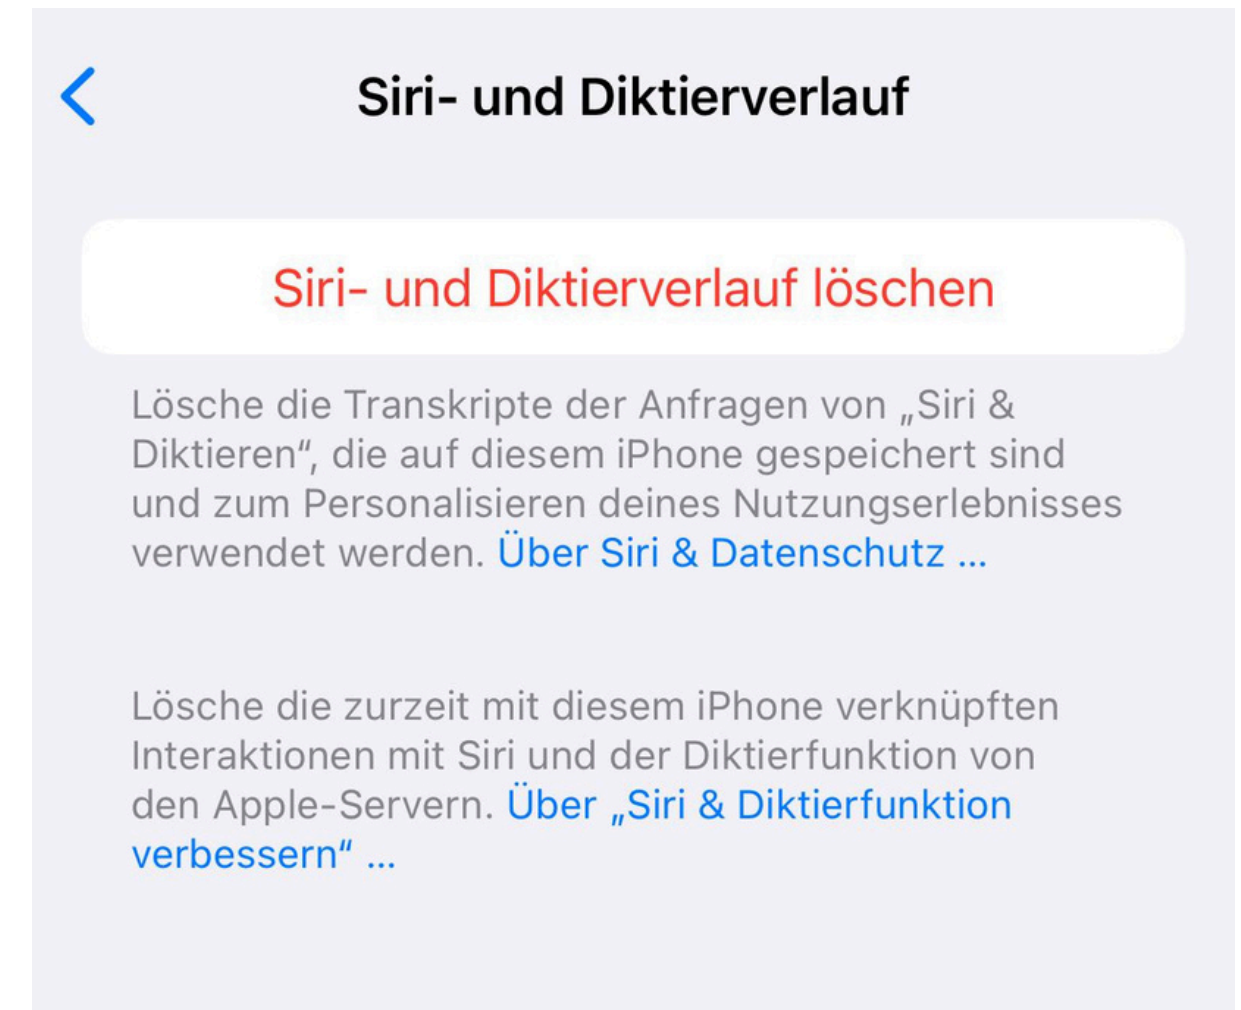 Siri- und Diktierverlauf
Siri- und Diktierverlauf löschen
Lösche die Transkripte der Anfragen von „Siri &
Diktieren“, die auf diesem iPhone gespeichert sind
und zum Personalisieren deines Nutzungserlebnisses
verwendet werden. Über Siri & Datenschutz ...
Lösche die zurzeit mit diesem iPhone verknüpften
Interaktionen mit Siri und der Diktierfunktion von
den Apple-Servern. Über „Siri & Diktierfunktion
verbessern“ ...